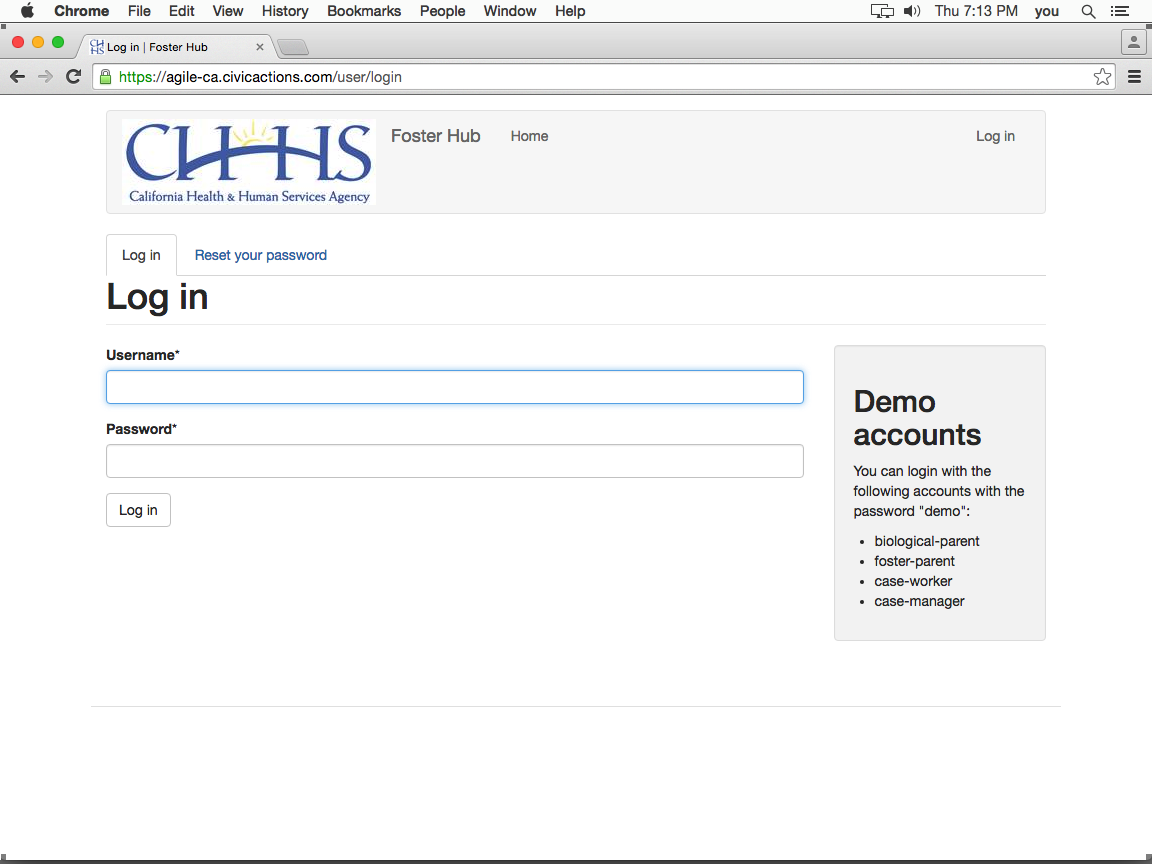 Chrome File Edit View History Bookmarks People Window Help Thu 7:13 PM you
Log in | Foster Hub
https://agile-ca.civicactions.com/user/login
CHHS
California Health & Human Services Agency
Foster Hub Home Log in
Log in Reset your password
Log in
Username*
Password*
Log in
Demo
accounts
You can login with the
following accounts with the
password "demo":
• biological-parent
• foster-parent
• case-worker
• case-manager